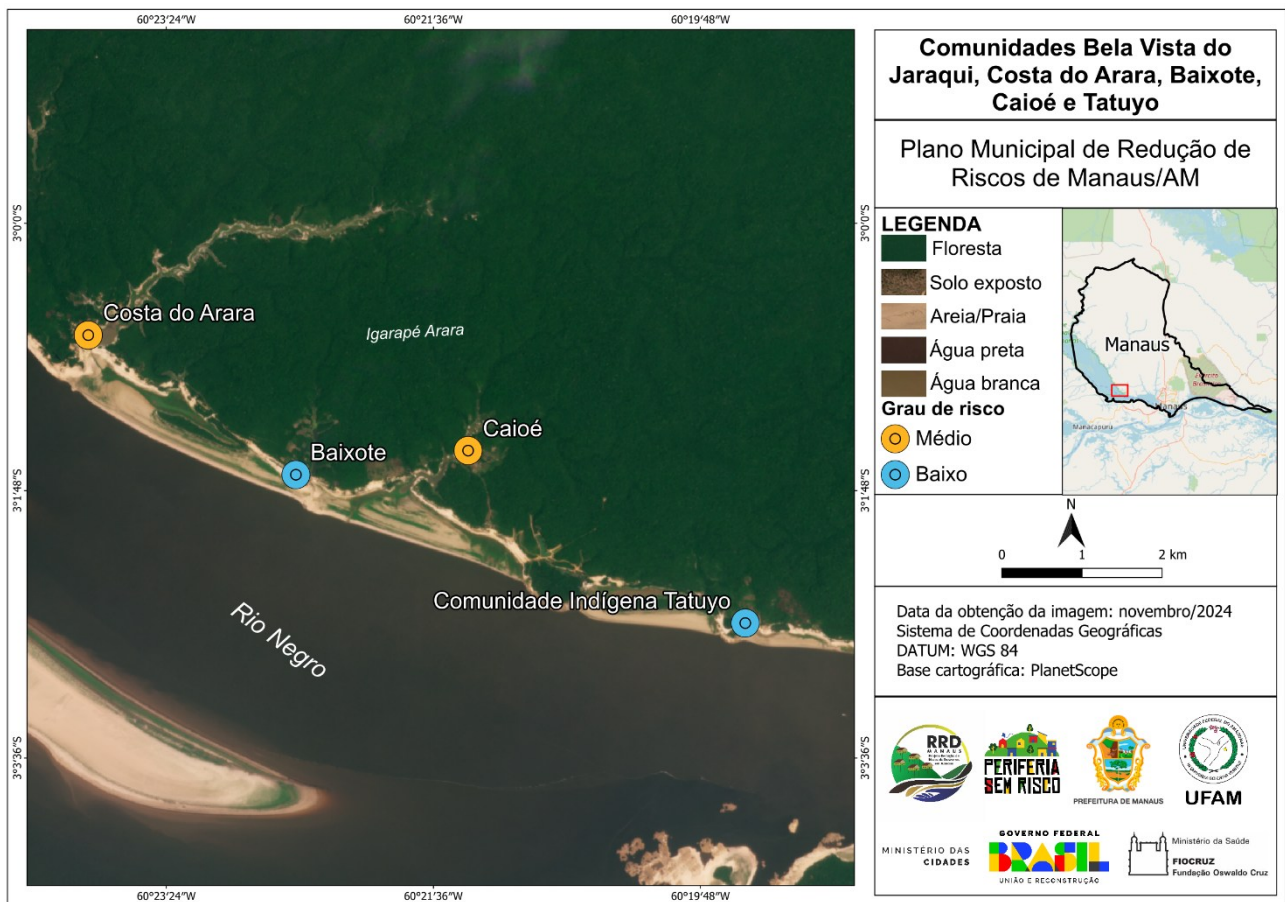 60°23'24"W
60°21'36"W
60°19'48"W
3°0'0"S
3°0'0"S
Costa do Arara
Igarapé Arara
Caioé
Baixote
3°1'48"S
3°1'48"S
Comunidade Indígena Tatuyo
Rio Negro
3°3'36"S
3°3'36"S
60°23'24"W
60°21'36"W
60°19'48"W
Comunidades Bela Vista do
Jaraqui, Costa do Arara, Baixote,
Caioé e Tatuyo
Plano Municipal de Redução de
Riscos de Manaus/AM
LEGENDA
Floresta
Solo exposto
Areia/Praia
Água preta
Água branca
Grau de risco
Médio
Baixo
Manaus
Manaus
Manacapuru
N
0 1 2 km
Data da obtenção da imagem: novembro/2024
Sistema de Coordenadas Geográficas
DATUM: WGS 84
Base cartográfica: PlanetScope
RRD
MANAUS
PERIFERIA
SEM RISCO
PREFEITURA DE MANAUS
UFAM
MINISTÉRIO DAS
CIDADES
GOVERNO FEDERAL
BRASIL
UNIÃO E RECONSTRUÇÃO
Ministério da Saúde
FIOCRUZ
Fundação Oswaldo Cruz